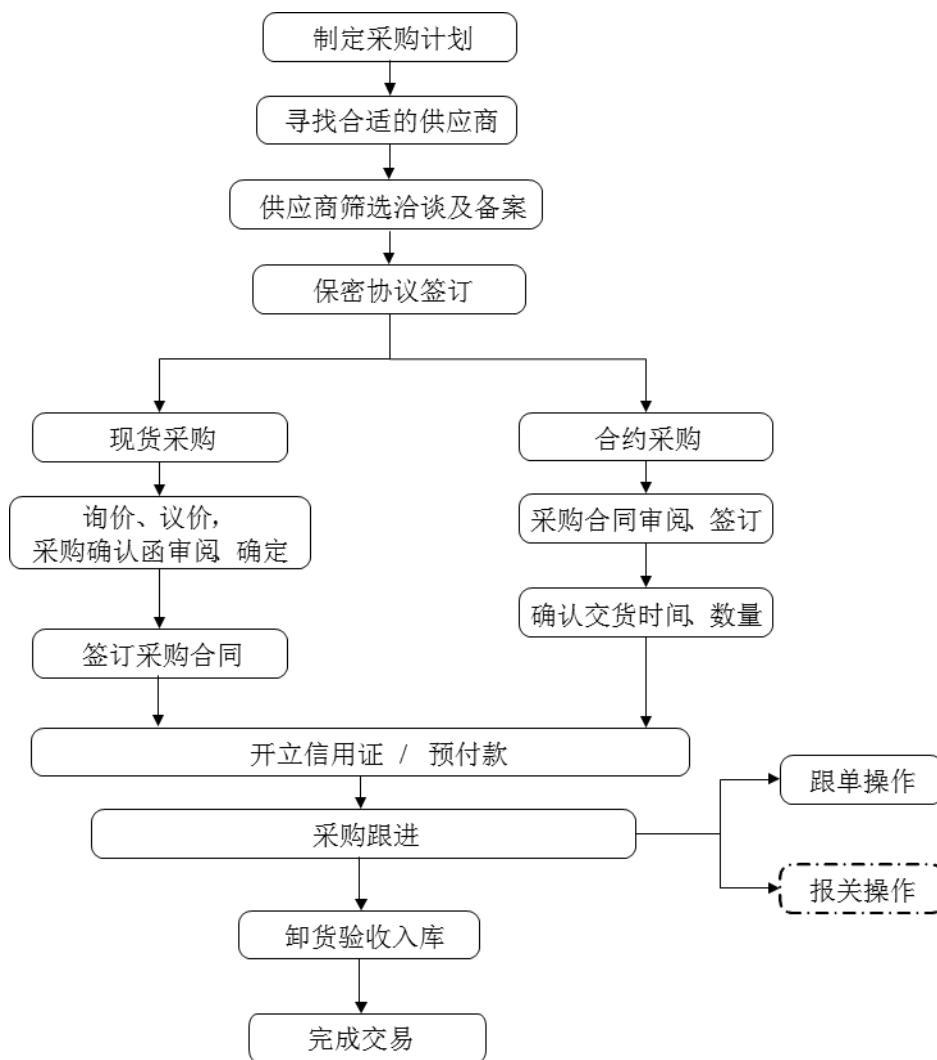 制定采购计划
寻找合适的供应商
供应商筛选洽谈及备案
保密协议签订
现货采购
合约采购
询价、议价,
采购确认函审阅、确定
采购合同审阅、签订
确认交货时间、数量
签订采购合同
开立信用证 / 预付款
跟单操作
采购跟进
报关操作
卸货验收入库
完成交易